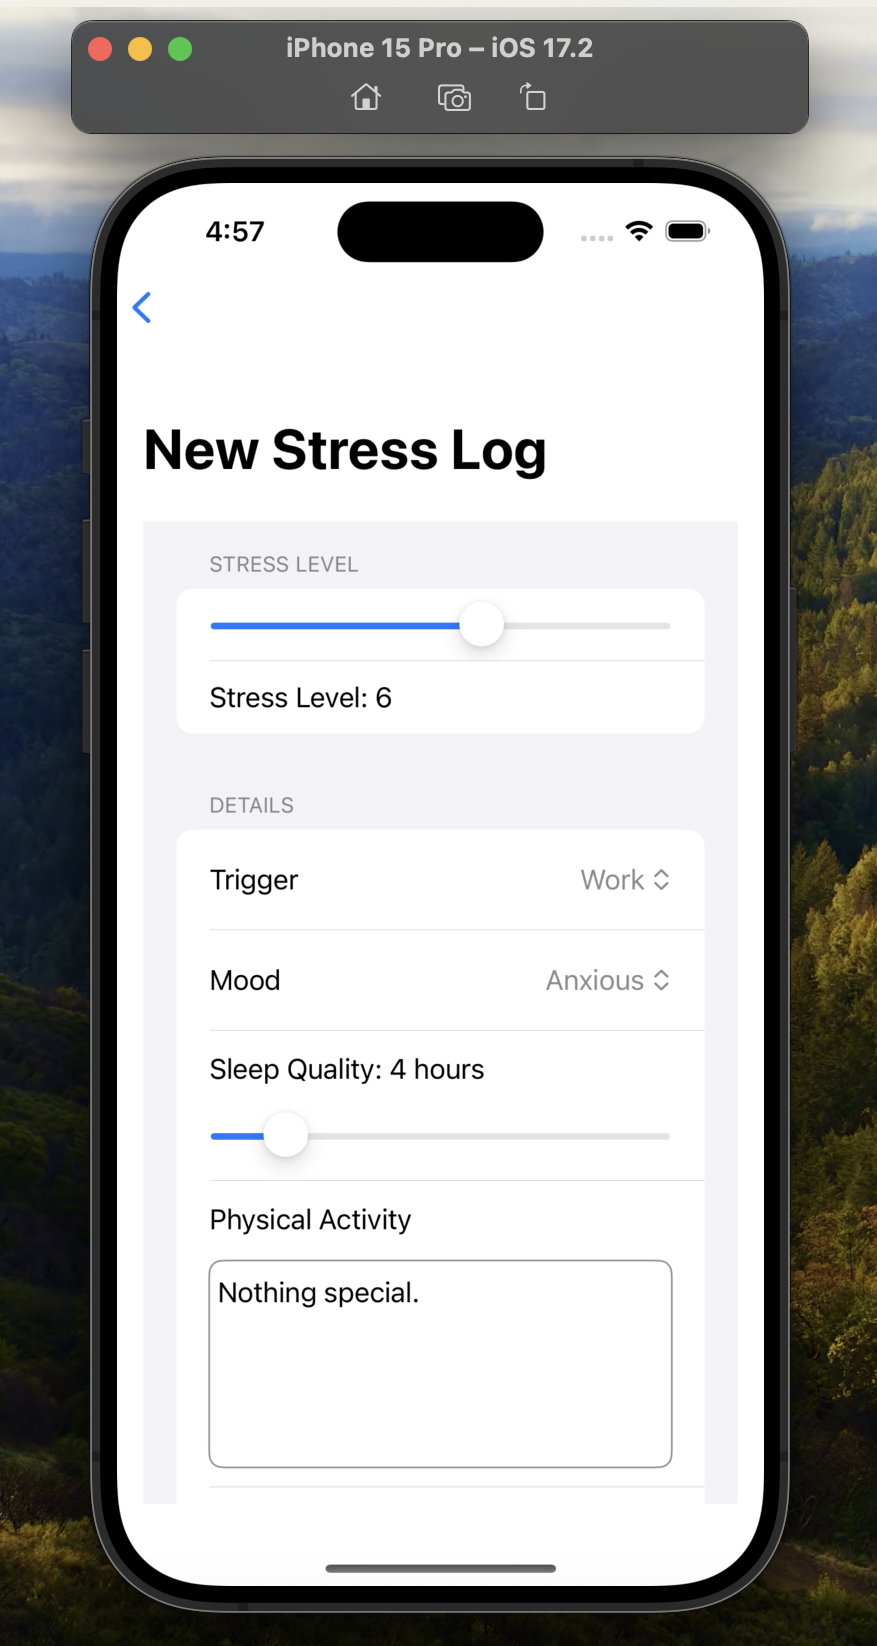 iPhone 15 Pro – iOS 17.2
4:57
New Stress Log
STRESS LEVEL
Stress Level: 6
DETAILS
Trigger Work
Mood Anxious
Sleep Quality: 4 hours
Physical Activity
Nothing special.